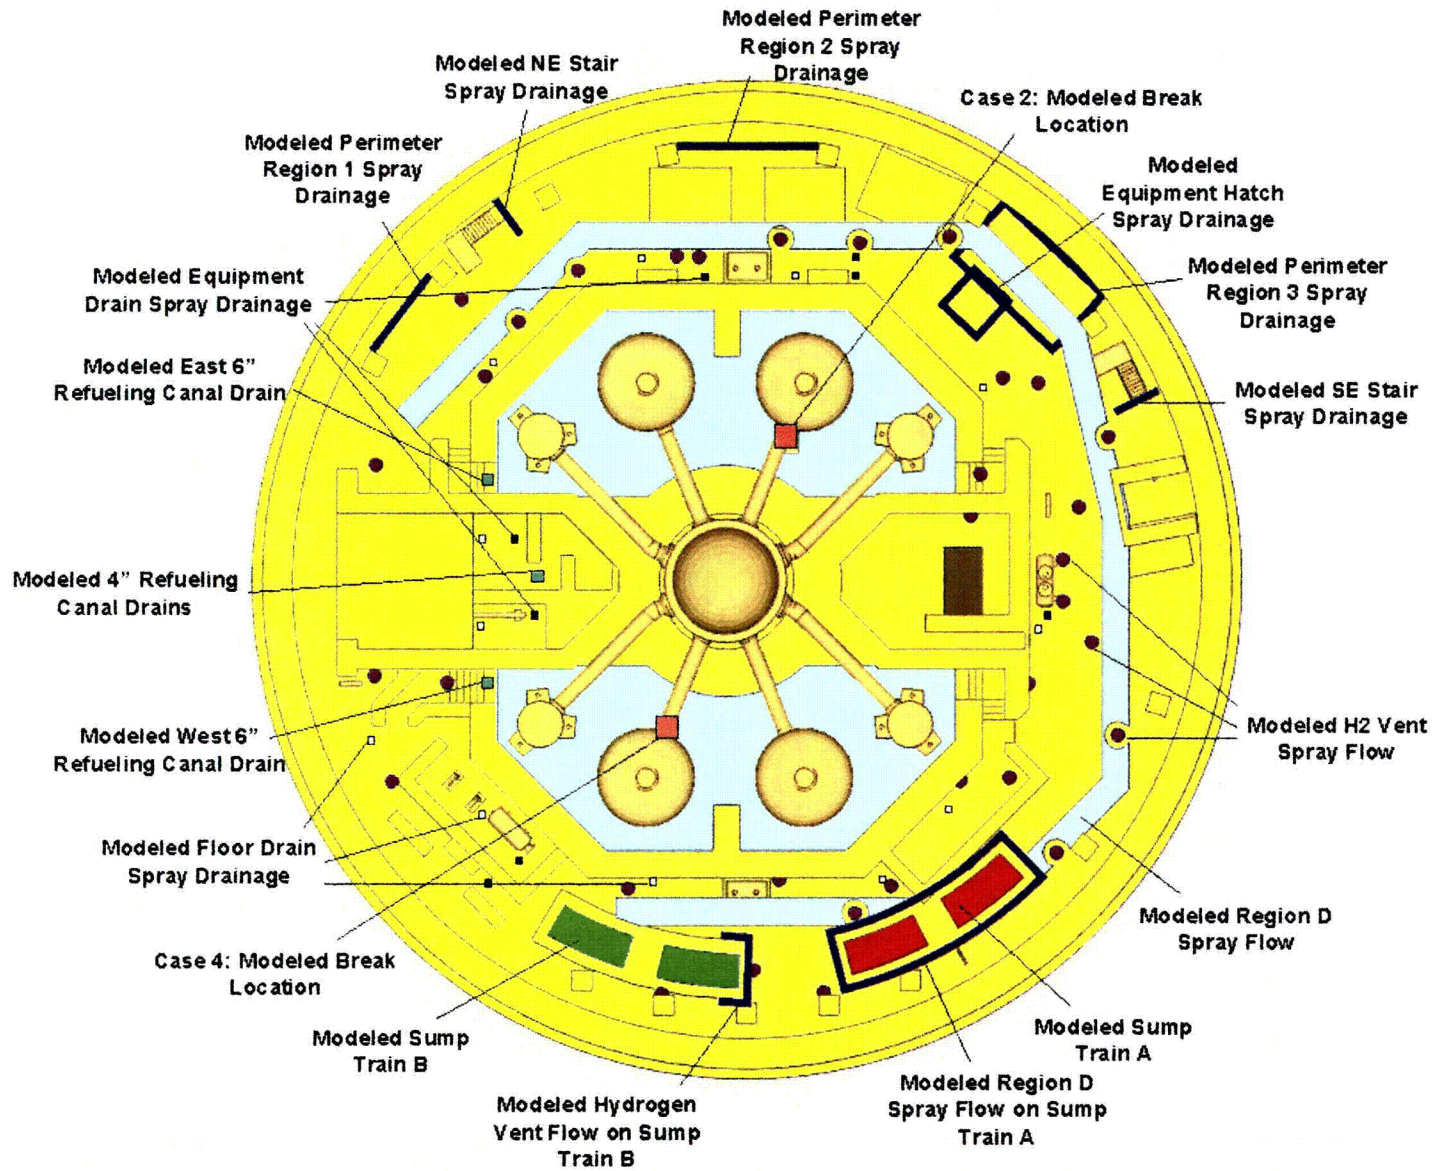 Modeled Perimeter
Region 2 Spray
Drainage
Modeled NE Stair
Spray Drainage
Case 2: Modeled Break
Location
Modeled Perimeter
Region 1 Spray
Drainage
Modeled
Equipment Hatch
Spray Drainage
Modeled Equipment
Drain Spray Drainage
Modeled Perimeter
Region 3 Spray
Drainage
Modeled East 6"
Refueling Canal Drain
Modeled SE Stair
Spray Drainage
Modeled 4" Refueling
Canal Drains
Modeled West 6"
Refueling Canal Drain
Modeled H2 Vent
Spray Flow
Modeled Floor Drain
Spray Drainage
Modeled Region D
Spray Flow
Case 4: Modeled Break
Location
Modeled Sump
Train B
Modeled Sump
Train A
Modeled Hydrogen
Vent Flow on Sump
Train B
Modeled Region D
Spray Flow on Sump
Train A